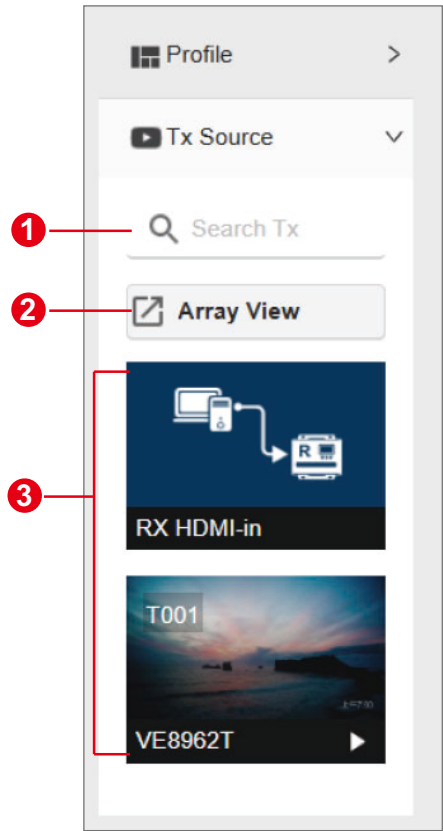 Profile
Tx Source
1
Search Tx
2
Array View
3
R
RX HDMI-in
T001
VE8962T